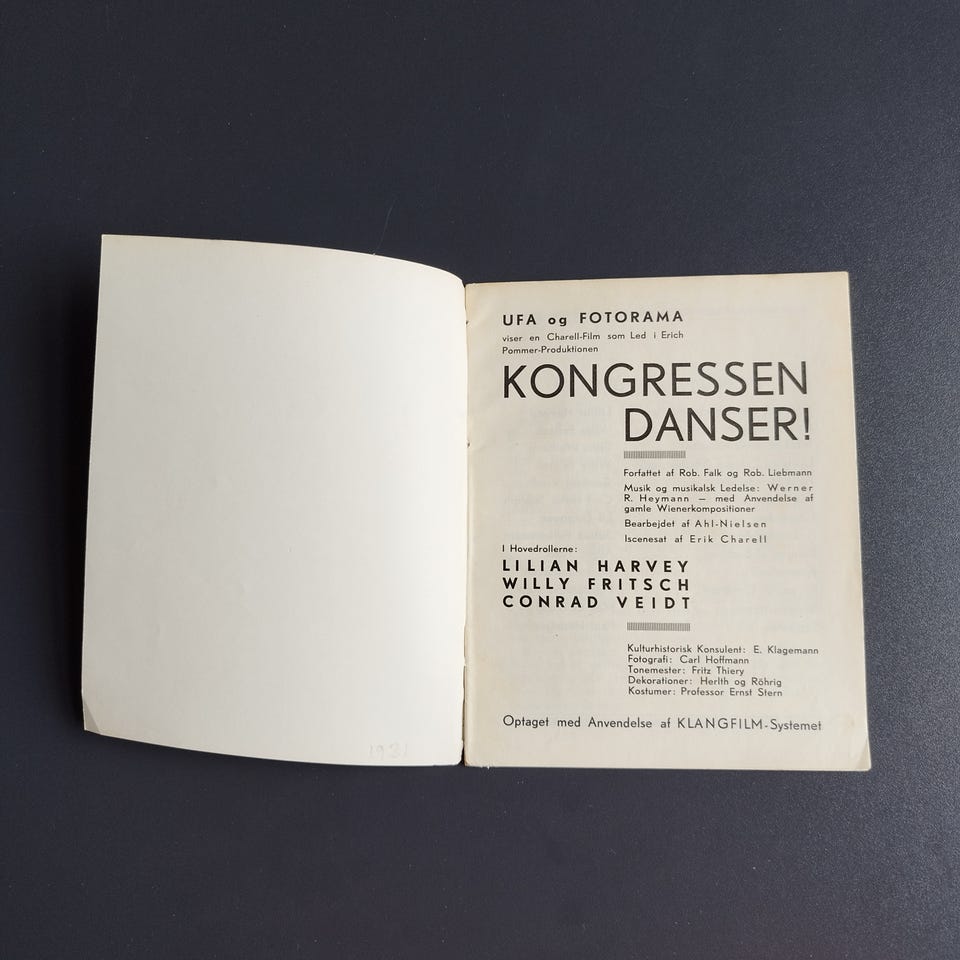 UFA og FOTORAMA
viser en Charell-Film som Led i Erich
Pommer-Produktionen
KONGRESSEN
DANSER!
Forfattet af Rob. Falk og Rob. Liebmann
Musik og musikalsk Ledelse: Werner
R. Heymann — med Anvendelse af
gamle Wienerkompositioner
Bearbejdet af Ahl-Nielsen
Iscenesat af Erik Charell
I Hovedrollerne:
LILIAN HARVEY
WILLY FRITSCH
CONRAD VEIDT
Kulturhistorisk Konsulent: E. Klagemann
Fotografi: Carl Hoffmann
Tonemester: Fritz Thiery
Dekorationer: Herlth og Röhrig
Kostumer: Professor Ernst Stern
Optaget med Anvendelse af KLANGFILM-Systemet
1931